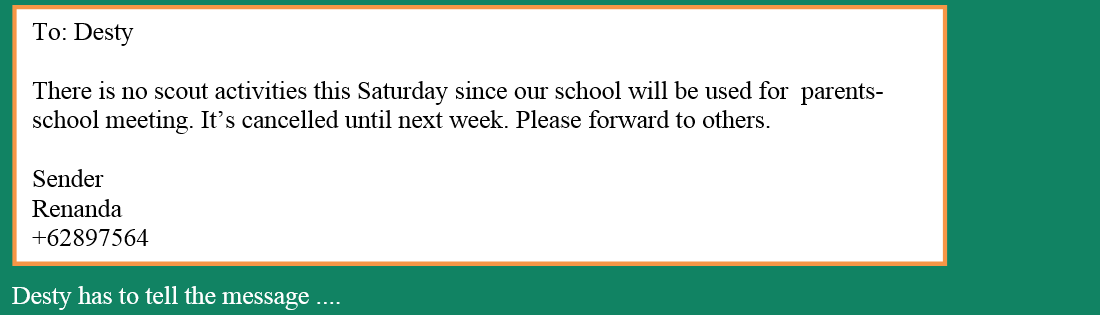 To: Desty
There is no scout activities this Saturday since our school will be used for  parents-
school meeting. It’s cancelled until next week. Please forward to others.
Sender
Renanda
+62897564
Desty has to tell the message ....